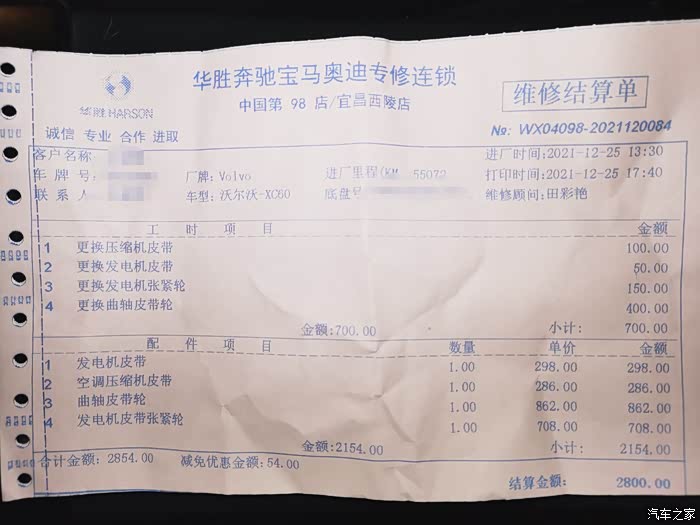 华胜奔驰宝马奥迪专修连锁
华胜 HARSON
中国第 98 店/宜昌西陵店
维修结算单
诚信 专业 合作 进取
№: WX04098-2021120084
客户名称
进厂时间:2021-12-25 13:30
车 牌 号: 厂牌:Volvo 进厂里程(KM 55072 打印时间:2021-12-25 17:40
联 系 人 车型:沃尔沃-XC60 底盘号 维修顾问:田彩艳
工 时 项 目 金额
1 更换压缩机皮带 100.00
2 更换发电机皮带 50.00
3 更换发电机张紧轮 150.00
4 更换曲轴皮带轮 400.00
金额:700.00 小计: 700.00
配 件 项 目 数量 单价 金额
1 发电机皮带 1.00 298.00 298.00
2 空调压缩机皮带 1.00 286.00 286.00
3 曲轴皮带轮 1.00 862.00 862.00
4 发电机皮带张紧轮 1.00 708.00 708.00
金额:2154.00 小计: 2154.00
合计金额: 2854.00 减免优惠金额:54.00
结算金额: 2800.00
汽车之家